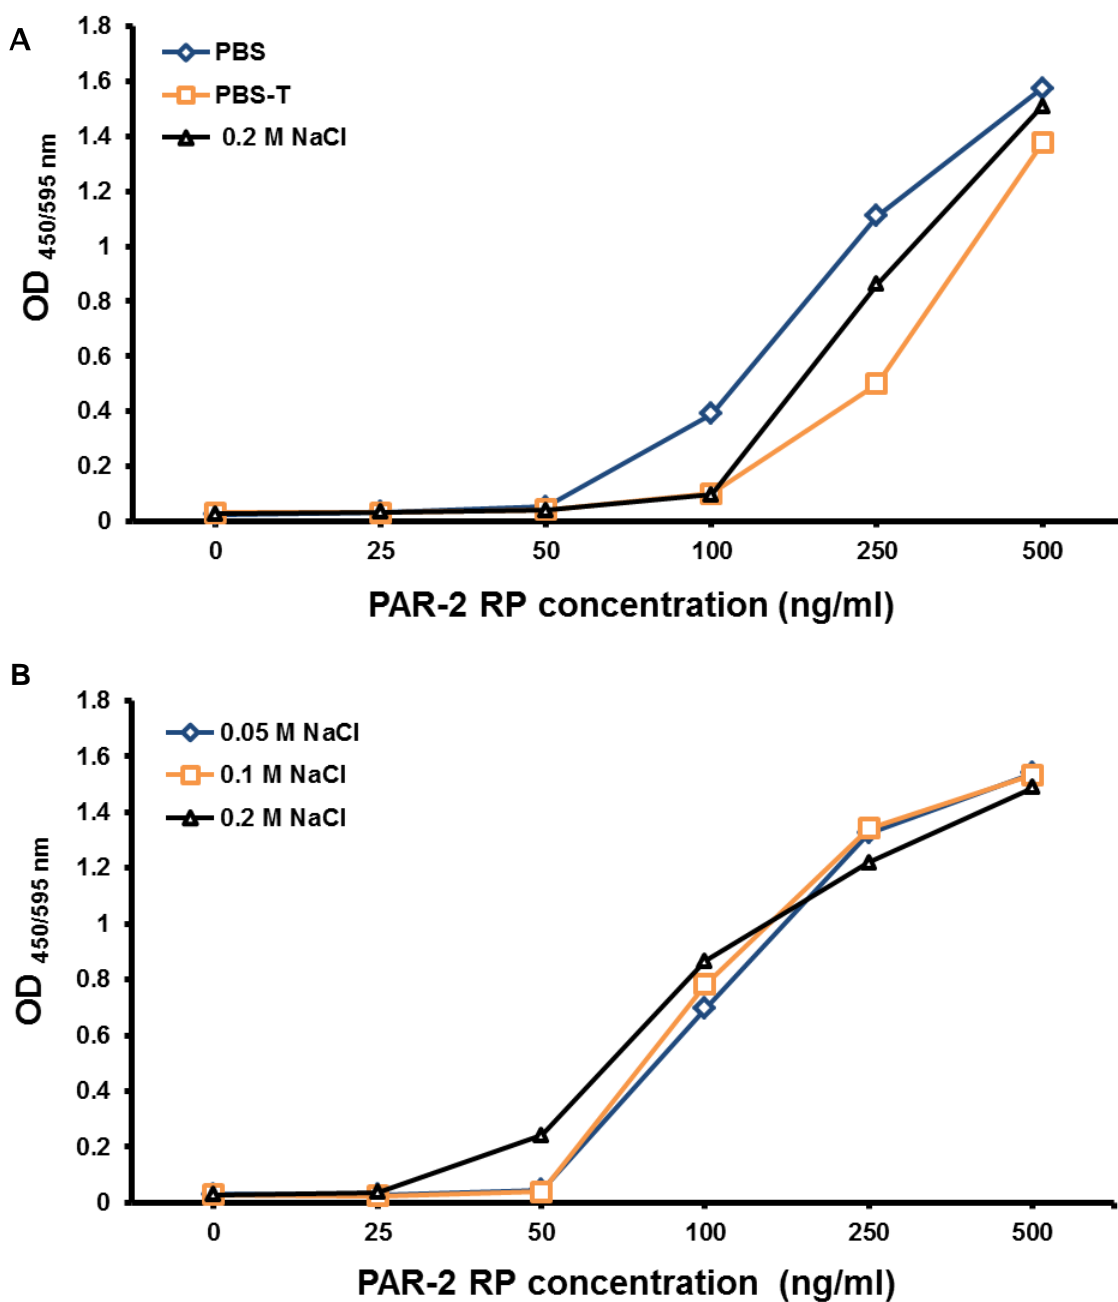 A
1.8
1.6
1.4
1.2
1
0.8
0.6
0.4
0.2
0
PBS
PBS-T
0.2 M NaCl
OD 450/595 nm
0 25 50 100 250 500
PAR-2 RP concentration (ng/ml)
B
1.8
1.6
1.4
1.2
1
0.8
0.6
0.4
0.2
0
0.05 M NaCl
0.1 M NaCl
0.2 M NaCl
OD 450/595 nm
0 25 50 100 250 500
PAR-2 RP concentration (ng/ml)